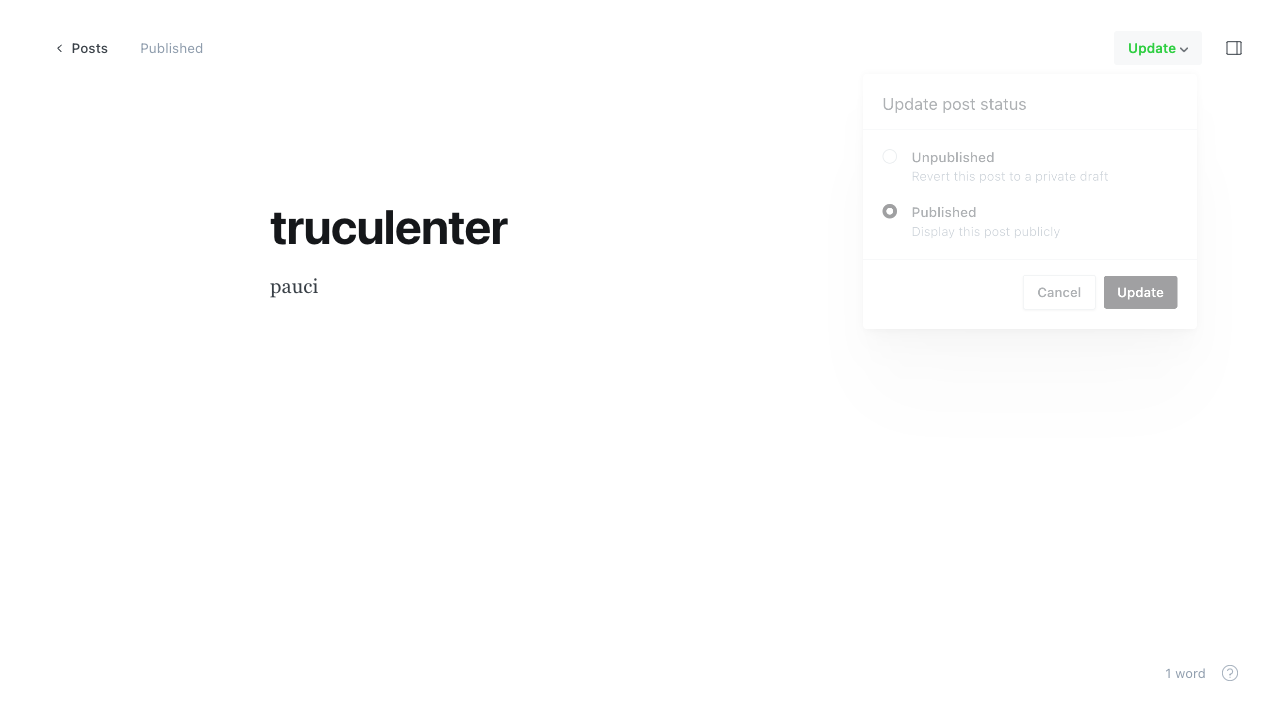 Posts
Published
Update
Update post status
Unpublished
Revert this post to a private draft
Published
Display this post publicly
Cancel
Update
truculenter
pauci
1 word